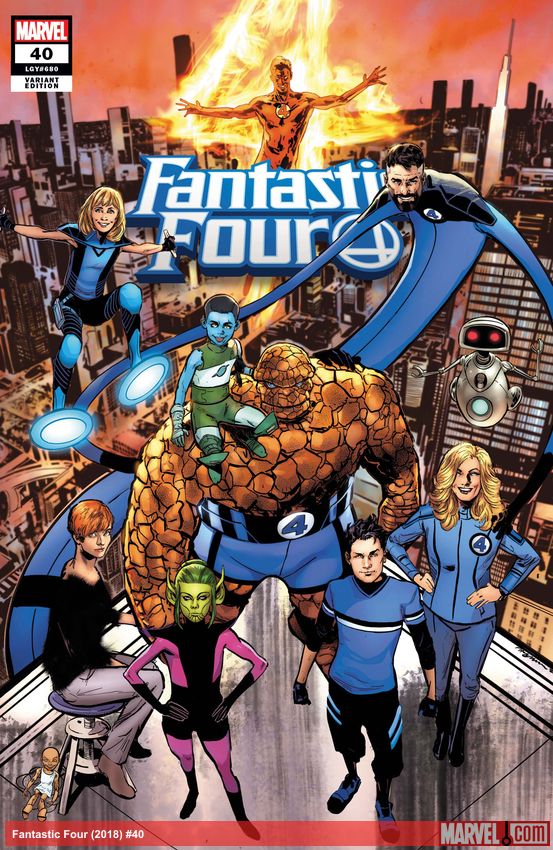 MARVEL
40
LGY#680
VARIANT
EDITION
Fantastic
Four
4
4
4
Fantastic Four (2018) #40
MARVEL.com